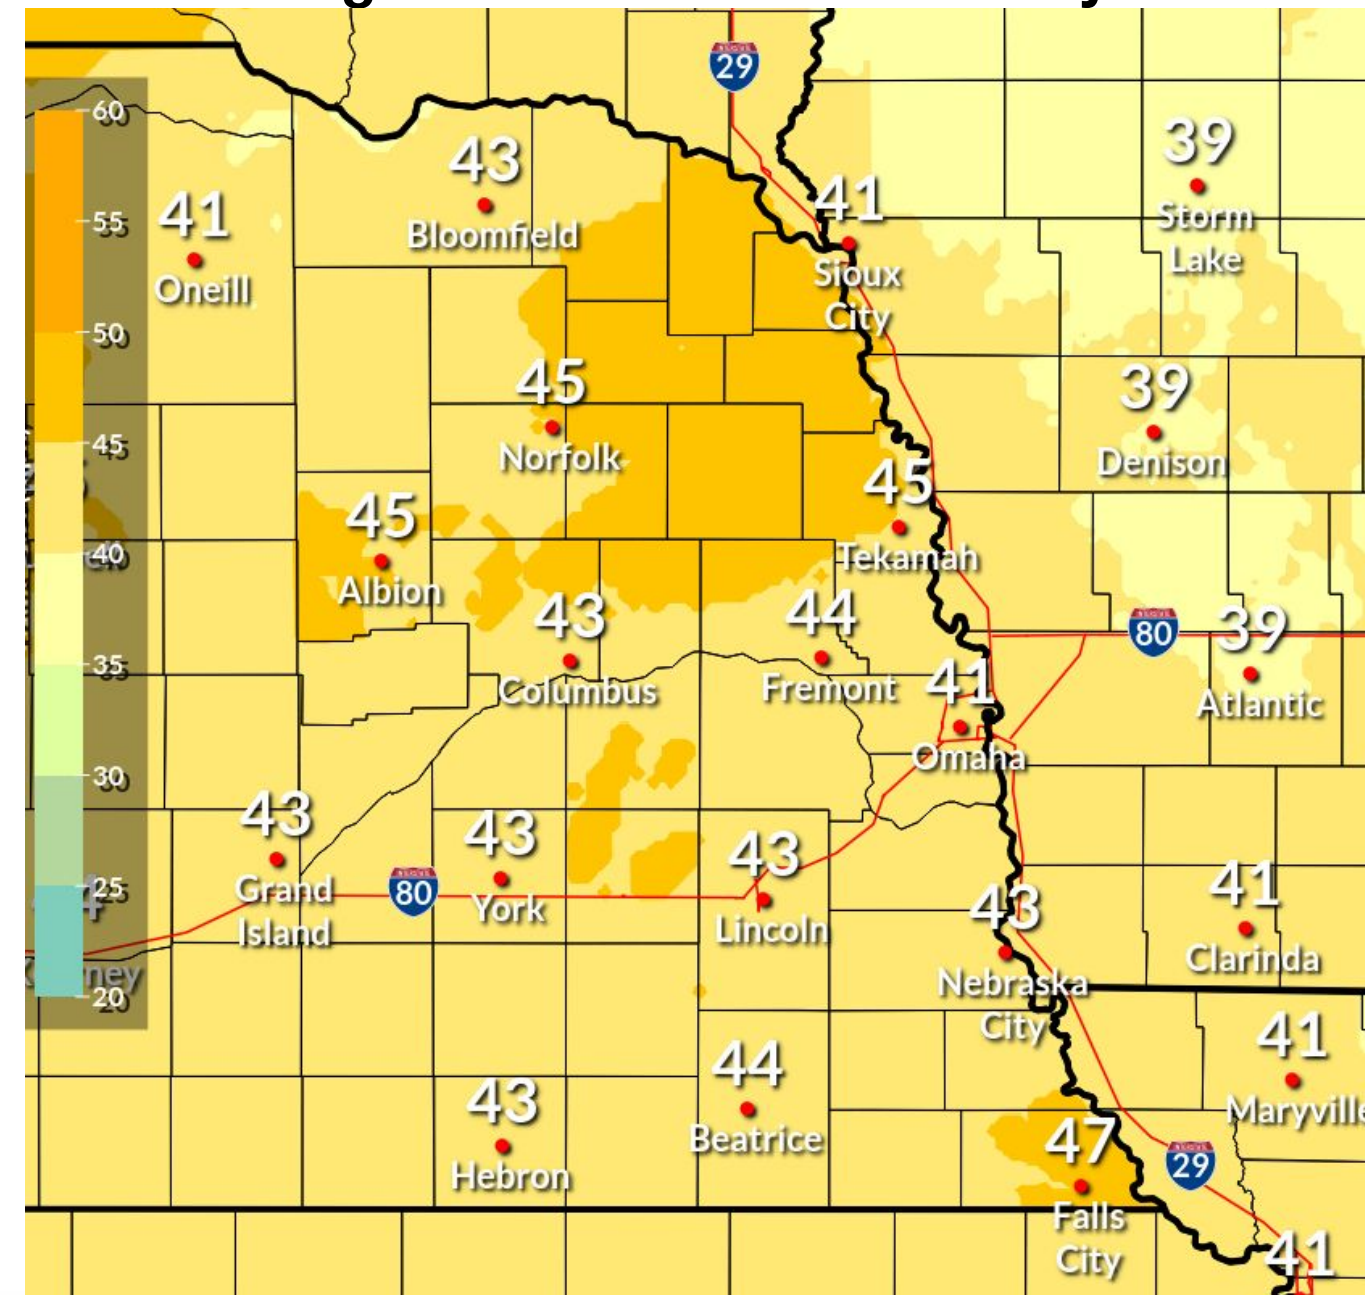 29
60
39
43
Storm
Lake
41
41
Bloomfield
55
Oneill
Sioux
City
50
45
39
Norfolk
Denison
45
45
45
Albion
Tekamah
40
43
44
80
39
35
Columbus
Fremont
41
Atlantic
Omaha
30
43
43
43
41
25
Grand
Island
80
York
Lincoln
43
Clarinda
20
Nebraska
City
41
44
Maryville
43
Beatrice
47
29
Hebron
Falls
City
41